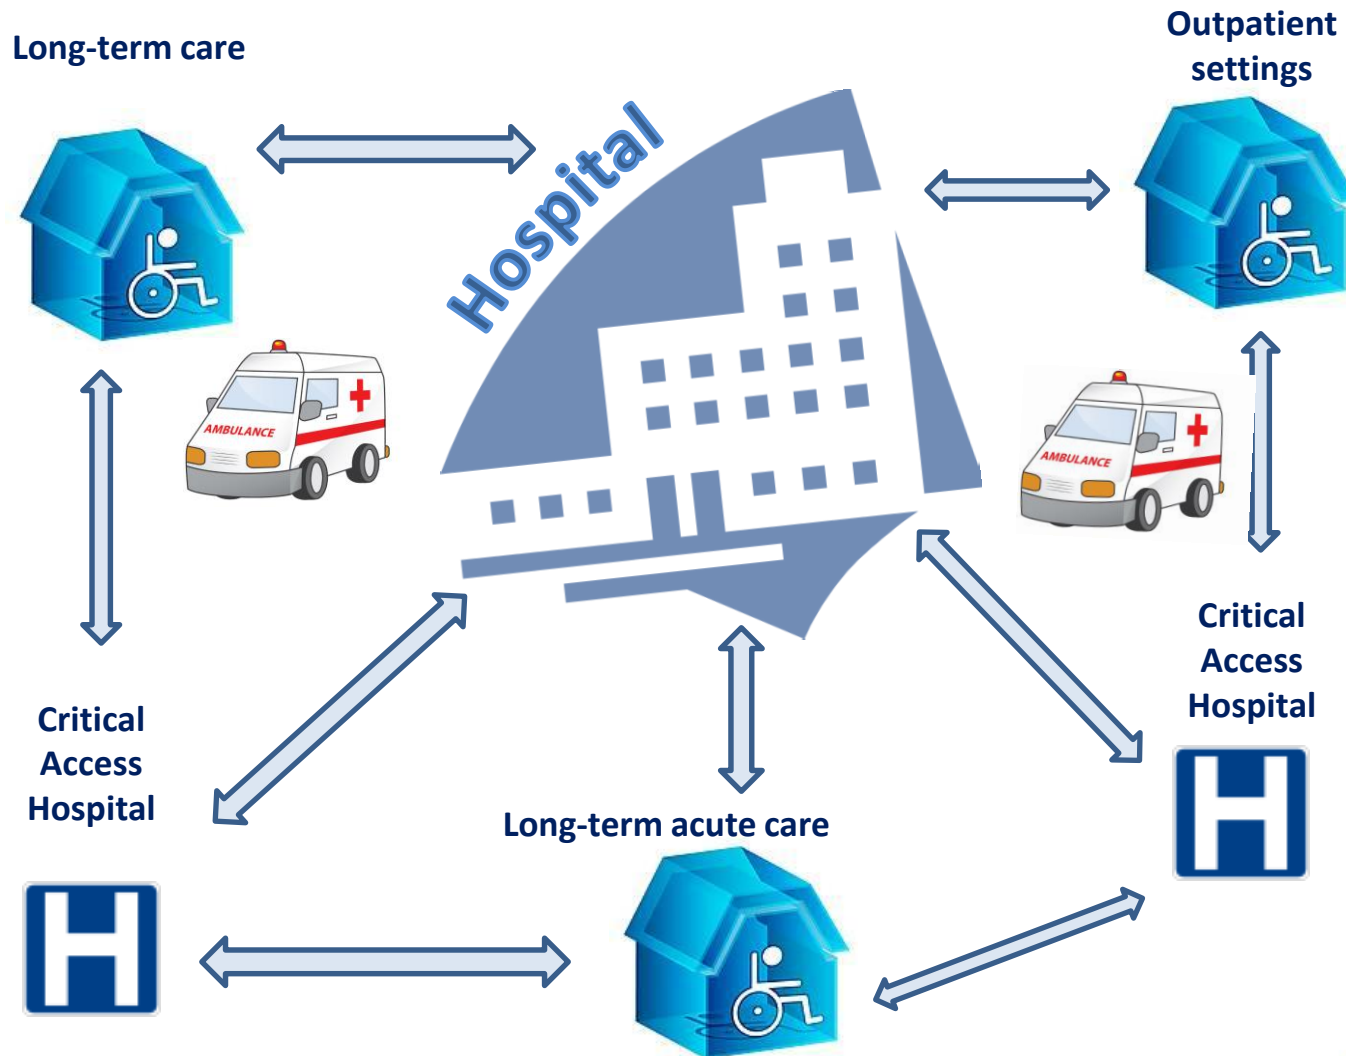 Long-term care
Outpatient
settings
Hospital
AMBULANCE
AMBULANCE
Critical
Access
Hospital
Critical
Access
Hospital
Long-term acute care
H
H